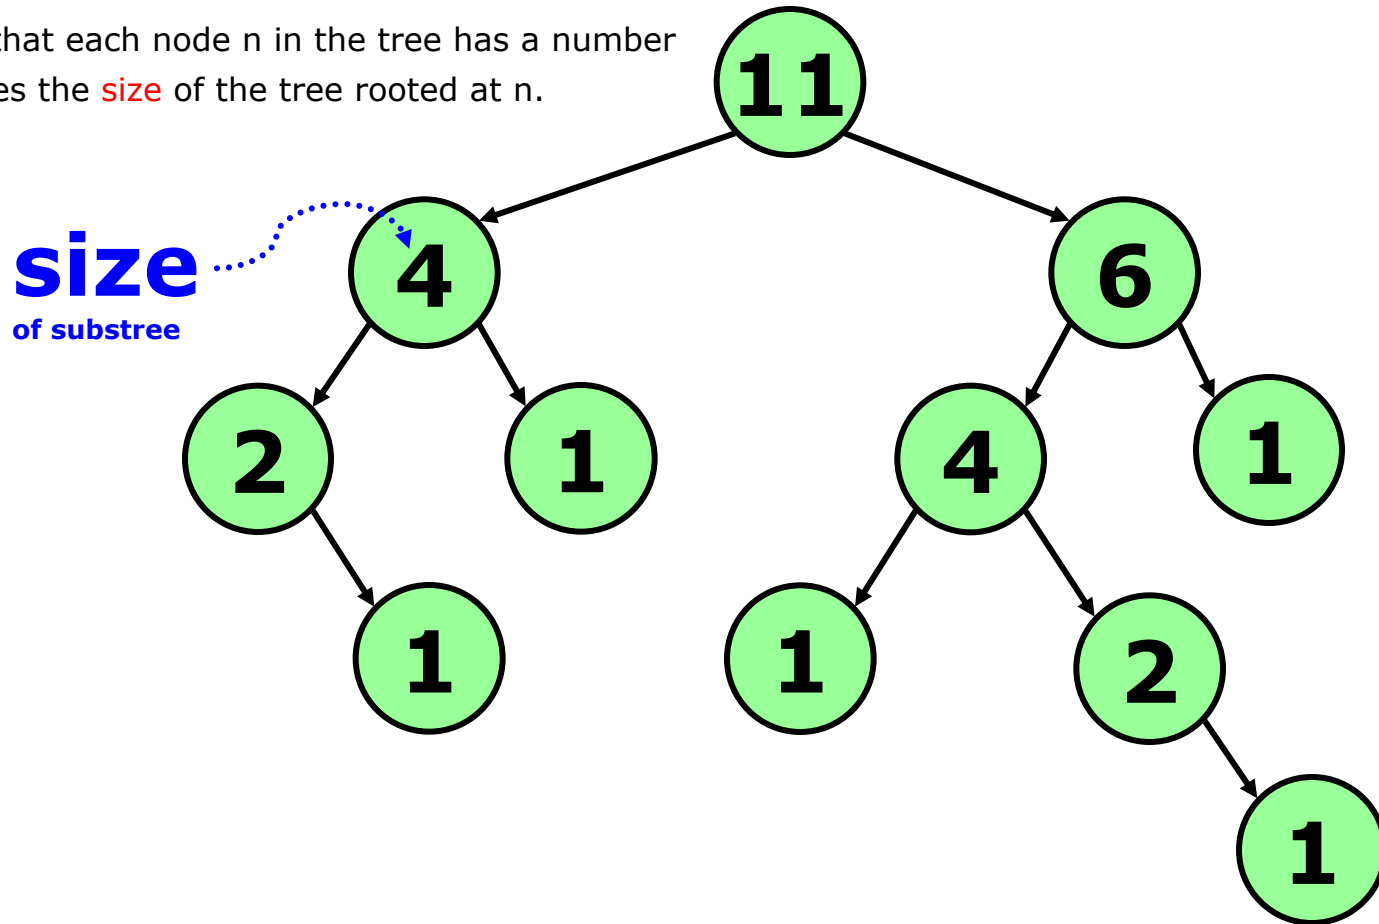 that each node n in the tree has a number
es the size of the tree rooted at n.
11
size
of substree
4
6
2
1
4
1
1
1
2
1